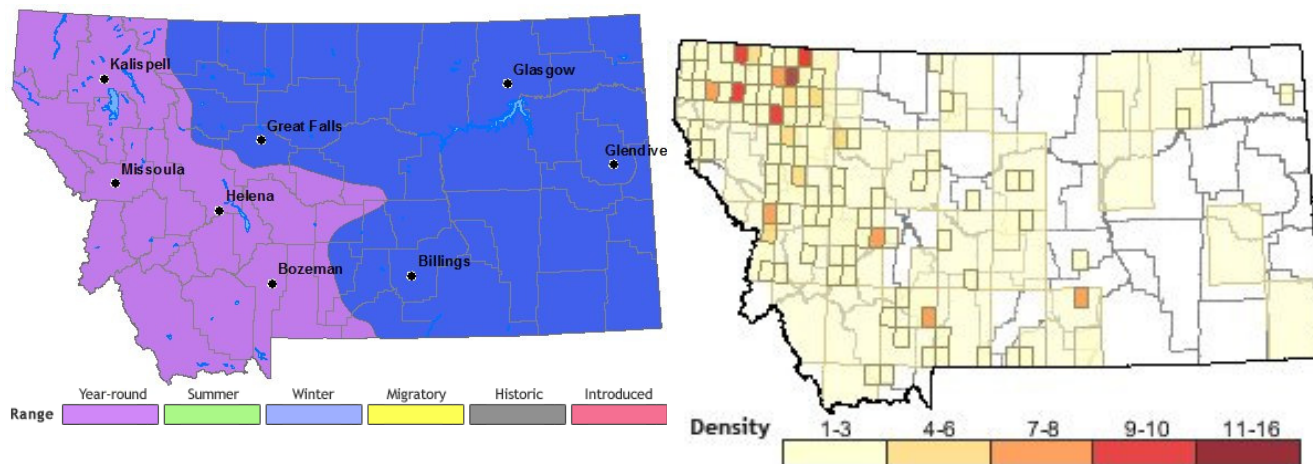 Kalispell
Glasgow
Great Falls
Glendive
Missoula
Helena
Bozeman
Billings
Range Year-round Summer Winter Migratory Historic Introduced
Density 1-3 4-6 7-8 9-10 11-16